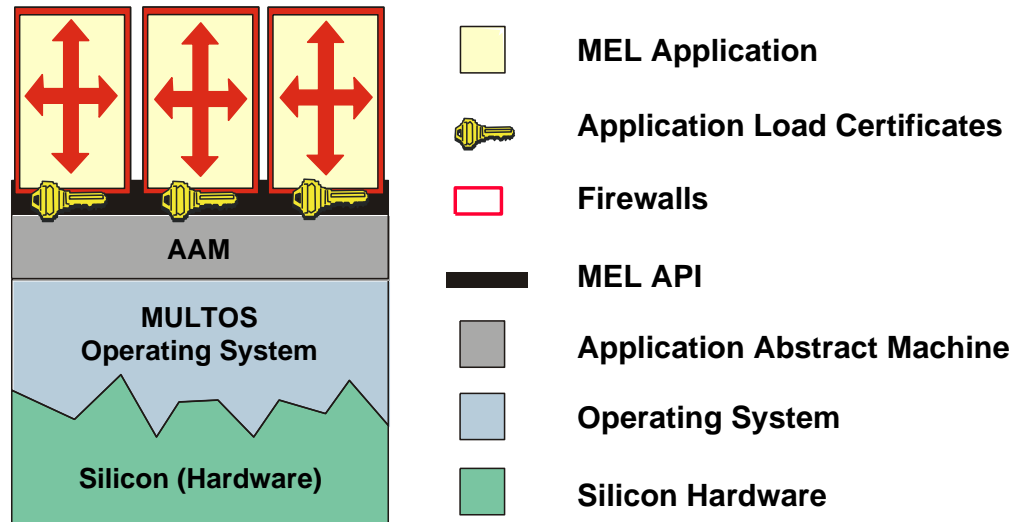 AAM
MULTOS
Operating System
Silicon (Hardware)
MEL Application
Application Load Certificates
Firewalls
MEL API
Application Abstract Machine
Operating System
Silicon Hardware